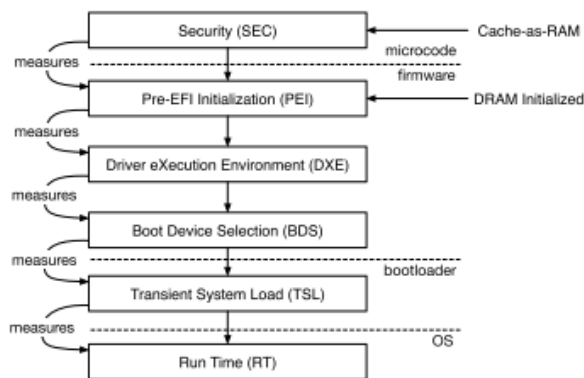 Security (SEC)
Cache-as-RAM
microcode
measures
firmware
Pre-EFI Initialization (PEI)
DRAM Initialized
measures
Driver eXecution Environment (DXE)
measures
Boot Device Selection (BDS)
measures
bootloader
Transient System Load (TSL)
measures
OS
Run Time (RT)